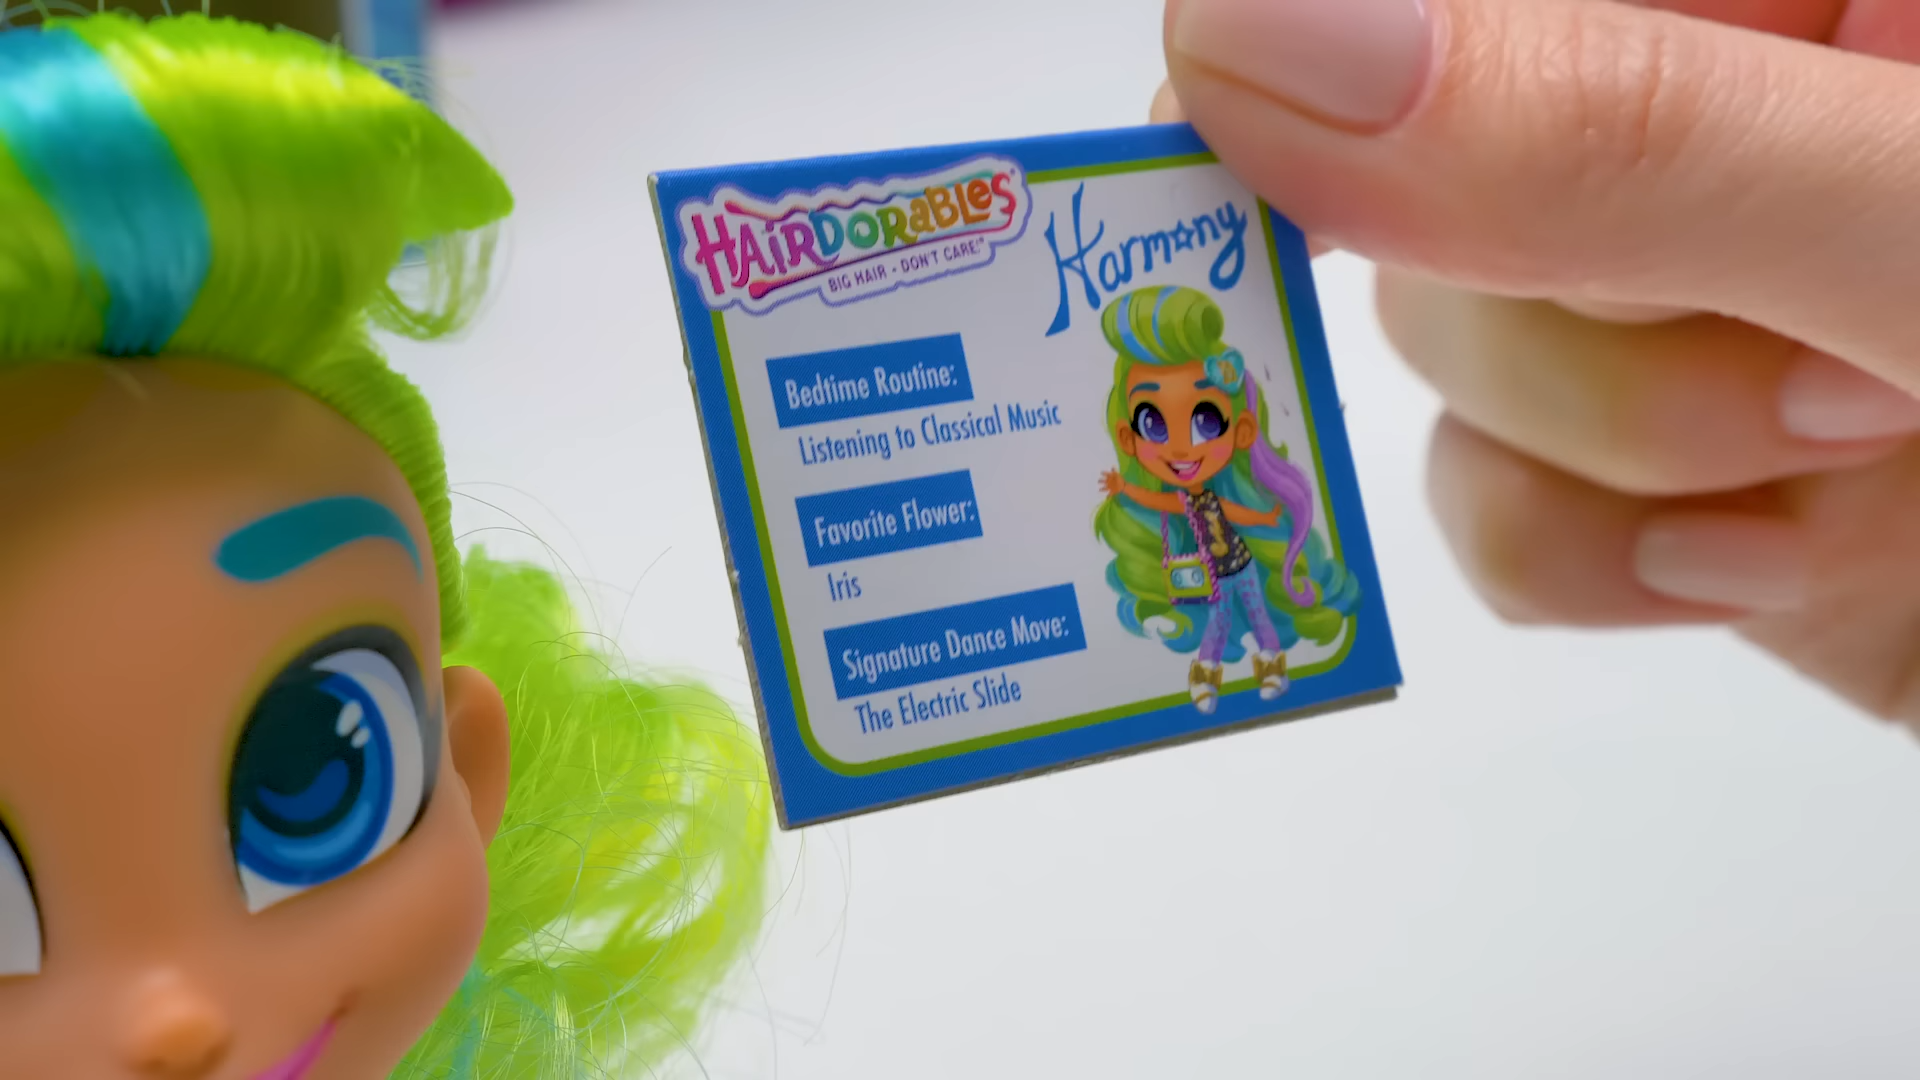 HAIRDORABLES
BIG HAIR - DON'T CARE!™
Harmony
Bedtime Routine:
Listening to Classical Music
Favorite Flower:
Iris
Signature Dance Move:
The Electric Slide